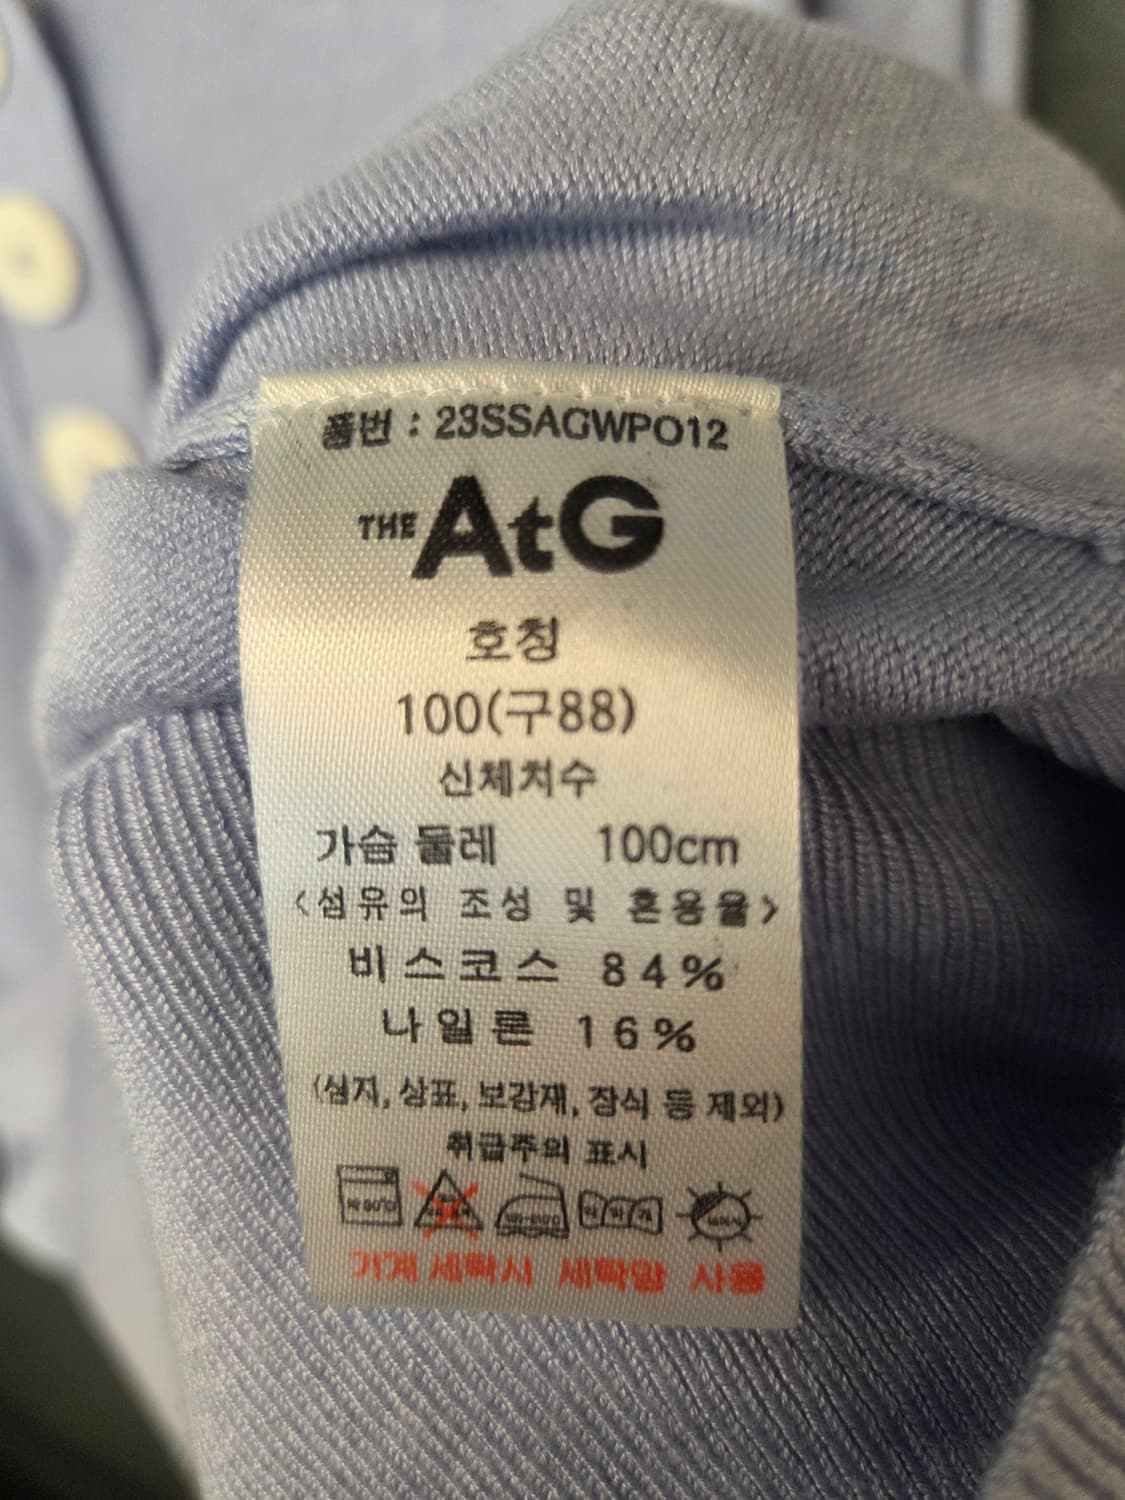 품번 : 23SSAGWPO12
THE AtG
호칭
100(구88)
신체치수
가슴 둘레 100cm
<섬유의 조성 및 혼용율>
비스코스 84%
나일론 16%
(심지, 상표, 보강재, 장식 등 제외)
취급주의 표시
기계 세탁시 세탁망 사용